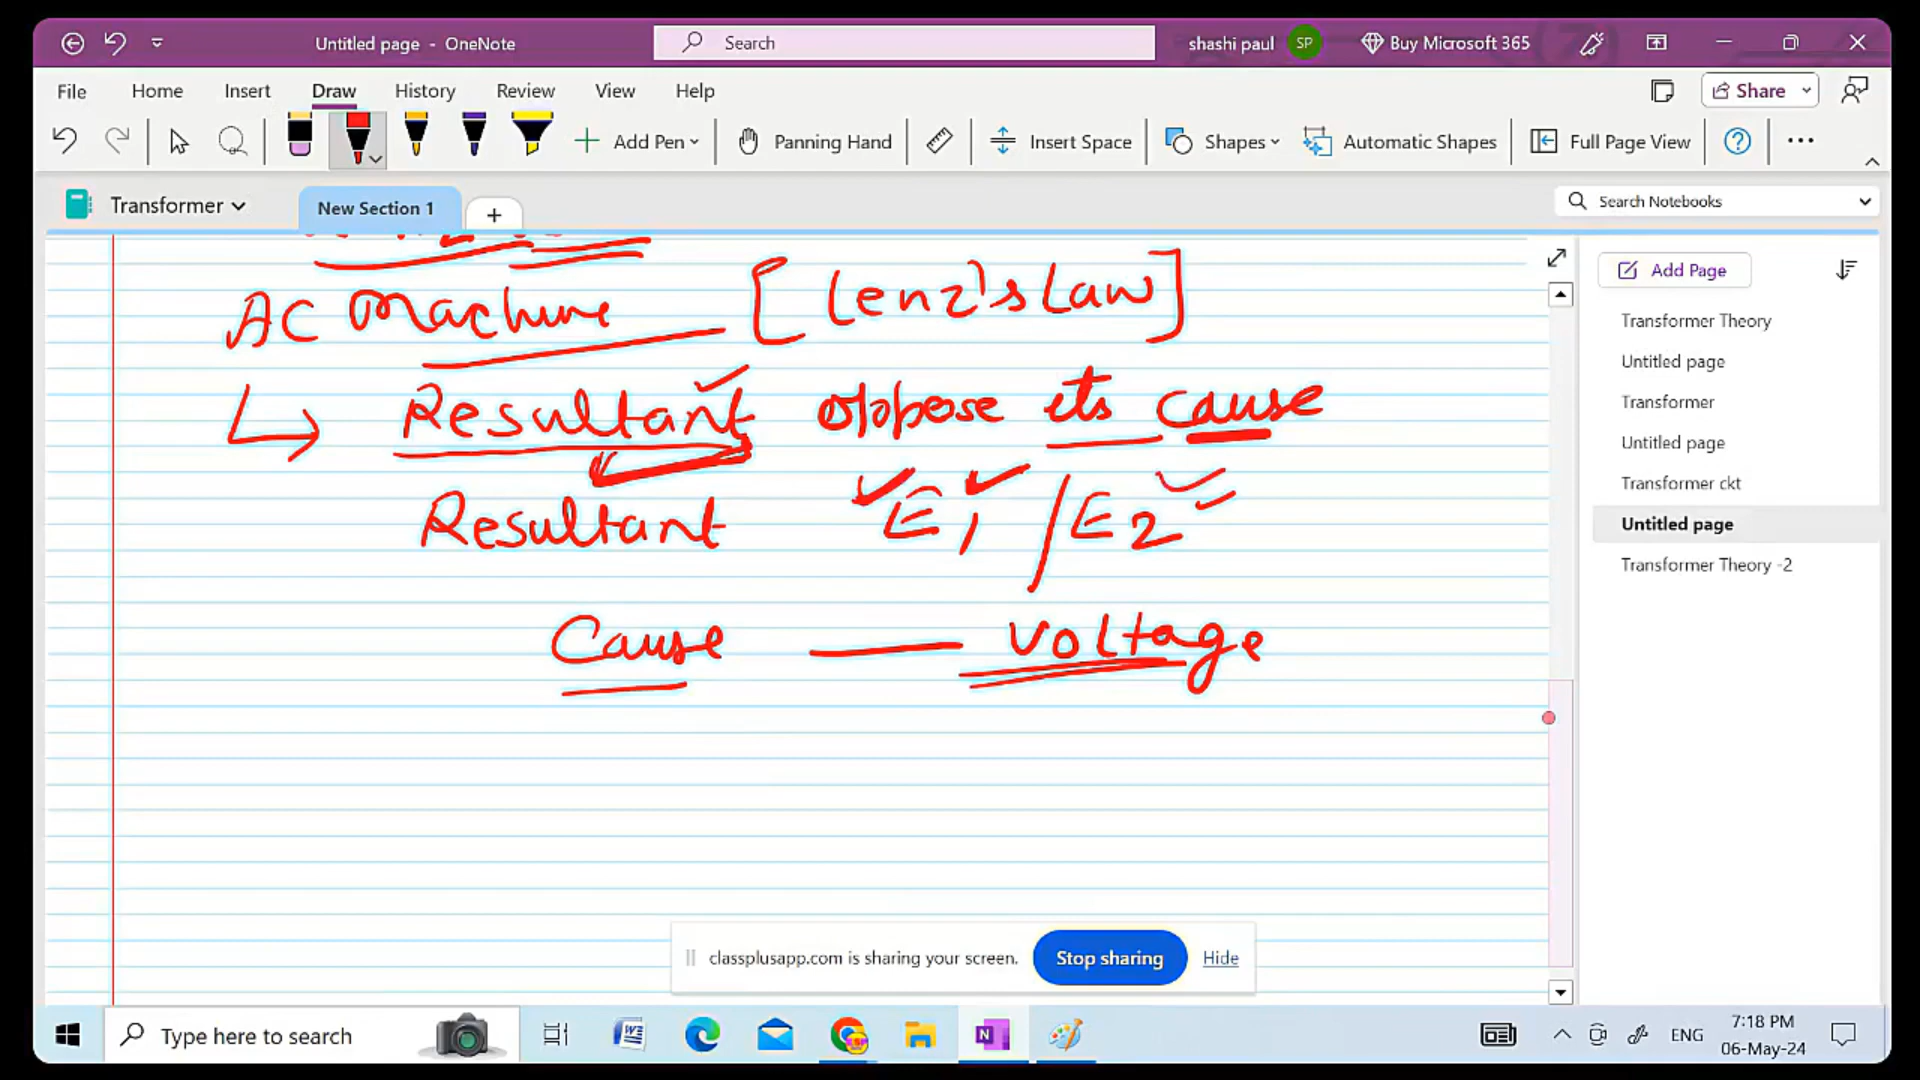 Untitled page - OneNote
Search
shashi paul SP
Buy Microsoft 365
File Home Insert Draw History Review View Help
Share
Add Pen
Panning Hand
Insert Space
Shapes
Automatic Shapes
Full Page View
Transformer
New Section 1
Search Notebooks
AC Machine [Lenz's Law]
Resultant oppose its cause
Resultant E1 / E2
Cause — Voltage
Add Page
Transformer Theory
Untitled page
Transformer
Untitled page
Transformer ckt
Untitled page
Transformer Theory -2
classplusapp.com is sharing your screen. Stop sharing Hide
Type here to search
ENG
7:18 PM
06-May-24